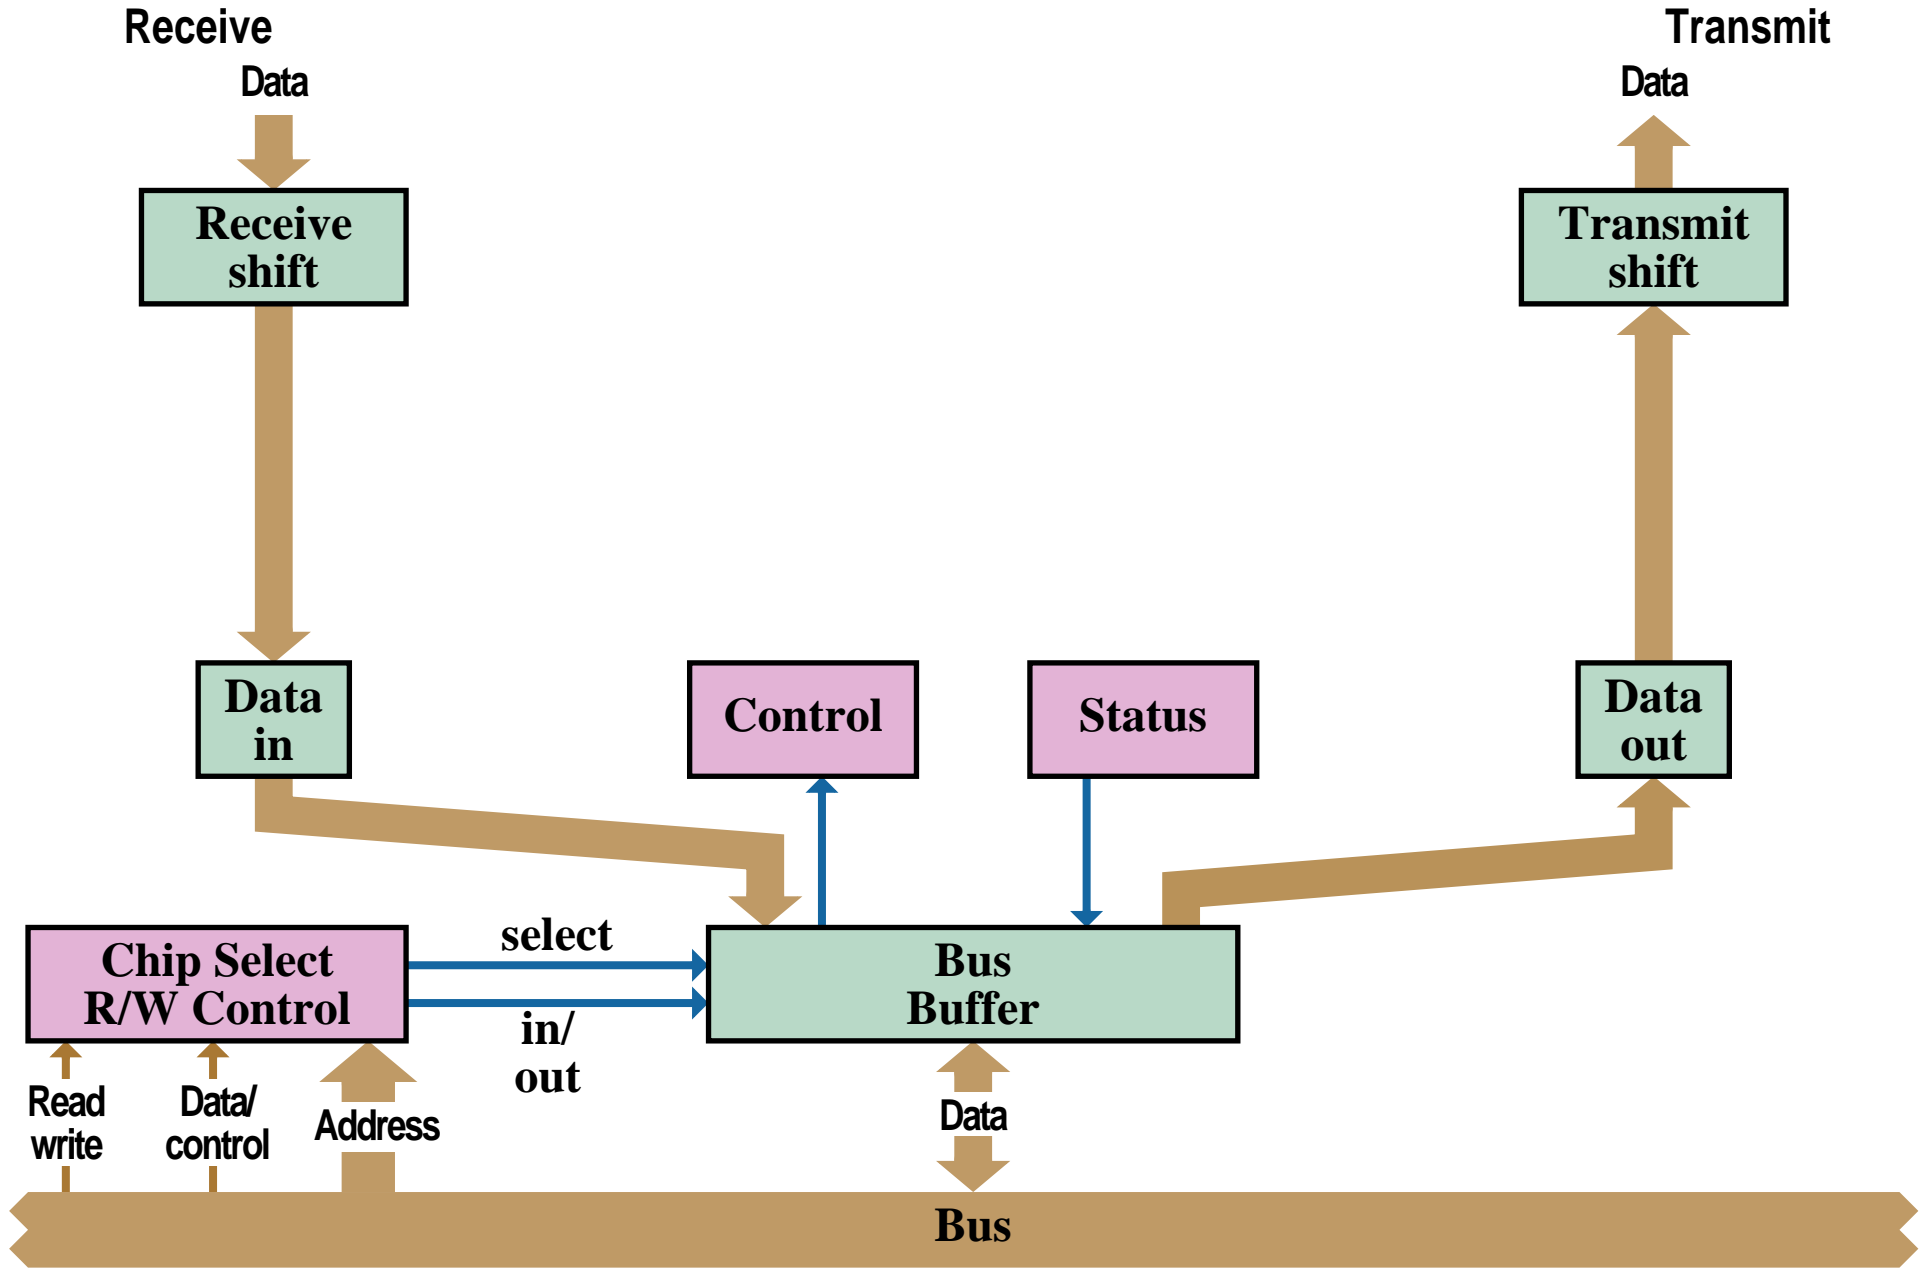 Receive
Transmit
Data
Data
Receive
shift
Transmit
shift
Data
in
Control
Status
Data
out
Chip Select
R/W Control
select
in/
out
Bus
Buffer
Read
write
Data/
control
Address
Data
Bus